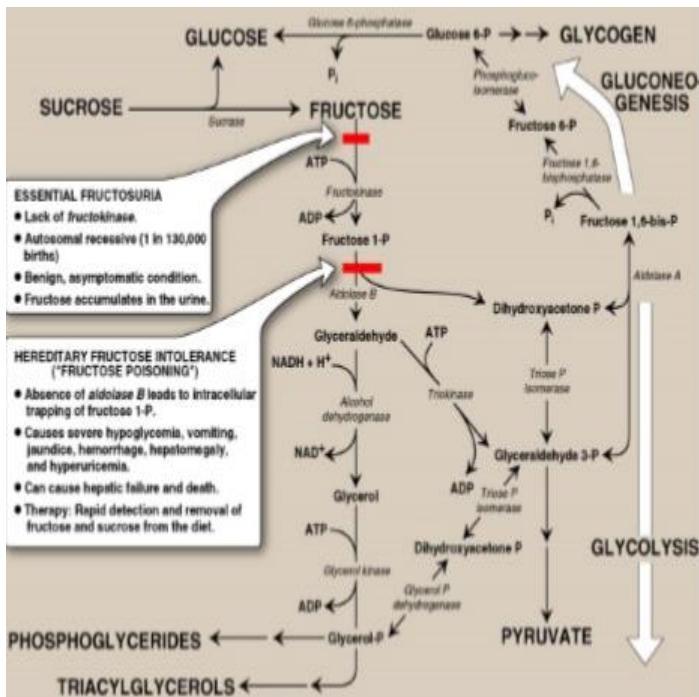 Glucose 6-phosphatase
GLUCOSE
Glucose 6-P
GLYCOGEN
Pi
Phosphogluco-
isomerase
GLUCONEO-
GENESIS
SUCROSE
Sucrase
FRUCTOSE
Fructose 6-P
Fructose 1,6-
bisphosphatase
Pi
Fructose 1,6-bis-P
ATP
Fructokinase
ADP
ESSENTIAL FRUCTOSURIA
● Lack of fructokinase.
● Autosomal recessive (1 in 130,000
births)
● Benign, asymptomatic condition.
● Fructose accumulates in the urine.
Fructose 1-P
Aldolase A
Aldolase B
Dihydroxyacetone P
Glyceraldehyde
ATP
HEREDITARY FRUCTOSE INTOLERANCE
("FRUCTOSE POISONING")
● Absence of aldolase B leads to intracellular
trapping of fructose 1-P.
● Causes severe hypoglycemia, vomiting,
jaundice, hemorrhage, hepatomegaly,
and hyperuricemia.
● Can cause hepatic failure and death.
● Therapy: Rapid detection and removal of
fructose and sucrose from the diet.
NADH + H+
Alcohol
dehydrogenase
NAD+
Triokinase
Triose P
isomerase
Glyceraldehyde 3-P
ADP
Triose P
isomerase
Glycerol
ATP
Glycerol kinase
ADP
Dihydroxyacetone P
Glycerol P
dehydrogenase
GLYCOLYSIS
PHOSPHOGLYCERIDES
Glycerol-P
PYRUVATE
TRIACYLGLYCEROLS